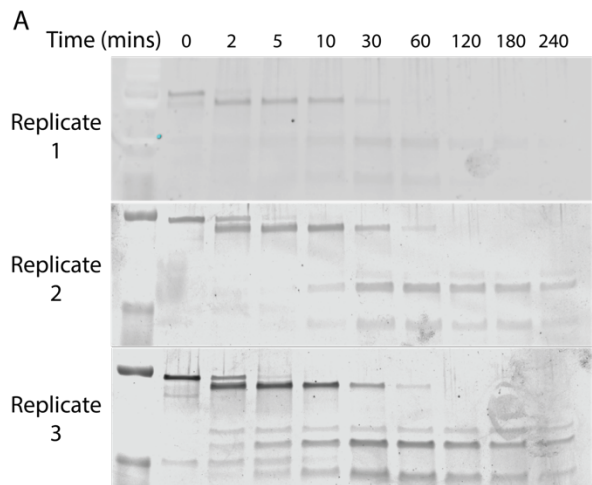 A
Time (mins) 0 2 5 10 30 60 120 180 240
Replicate
1
Replicate
2
Replicate
3